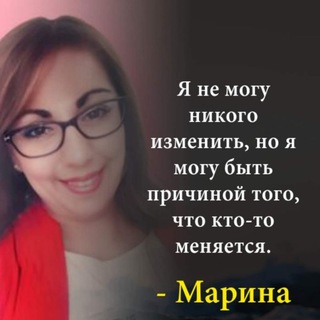 Я не могу
никого
изменить, но я
могу быть
причиной того,
что кто-то
меняется.
- Марина